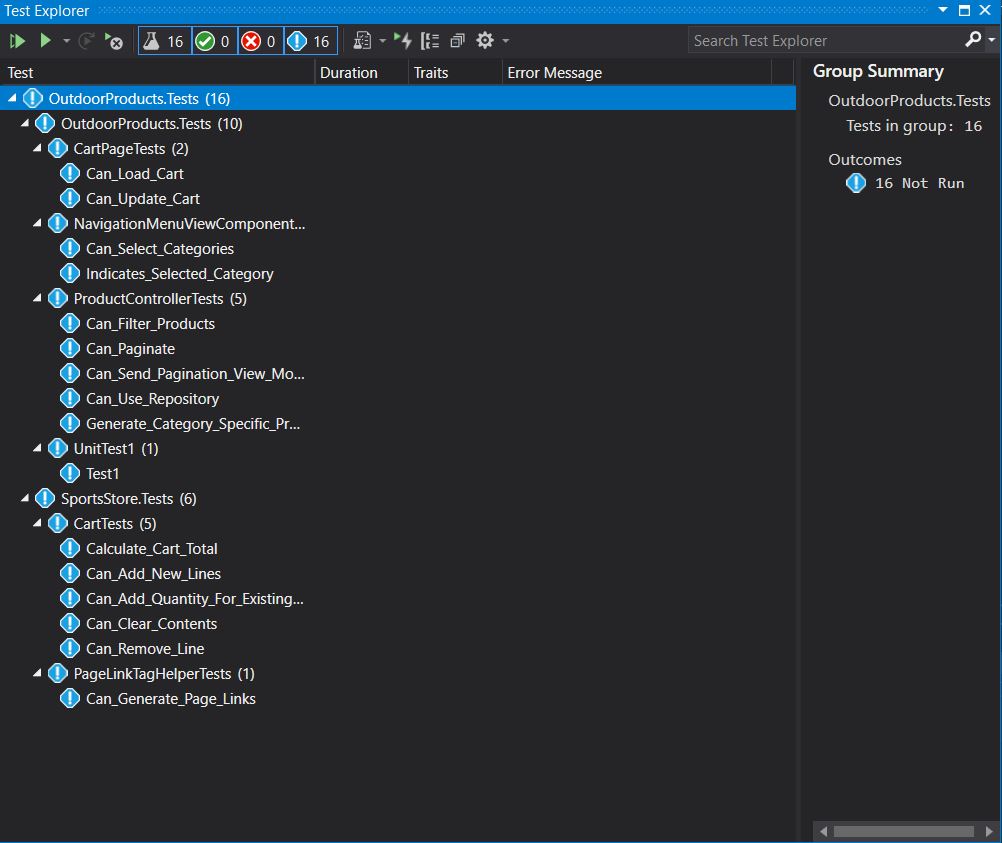 Test Explorer
16 0 0 16 Search Test Explorer
Test Duration Traits Error Message
OutdoorProducts.Tests (16)
OutdoorProducts.Tests (10)
CartPageTests (2)
Can_Load_Cart
Can_Update_Cart
NavigationMenuViewComponent...
Can_Select_Categories
Indicates_Selected_Category
ProductControllerTests (5)
Can_Filter_Products
Can_Paginate
Can_Send_Pagination_View_Mo...
Can_Use_Repository
Generate_Category_Specific_Pr...
UnitTest1 (1)
Test1
SportsStore.Tests (6)
CartTests (5)
Calculate_Cart_Total
Can_Add_New_Lines
Can_Add_Quantity_For_Existing...
Can_Clear_Contents
Can_Remove_Line
PageLinkTagHelperTests (1)
Can_Generate_Page_Links
Group Summary
OutdoorProducts.Tests
Tests in group: 16
Outcomes
16 Not Run